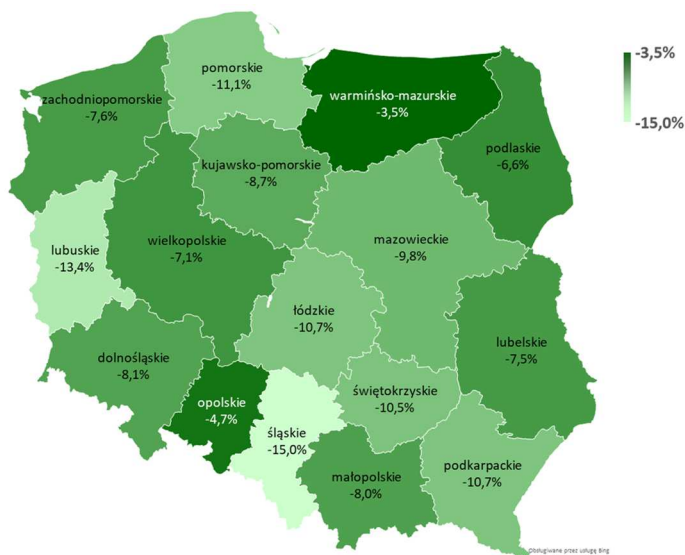 -3,5%
-15,0%
pomorskie
-11,1%
zachodniopomorskie
-7,6%
warmińsko-mazurskie
-3,5%
podlaskie
-6,6%
kujawsko-pomorskie
-8,7%
lubuskie
-13,4%
wielkopolskie
-7,1%
mazowieckie
-9,8%
łódzkie
-10,7%
lubelskie
-7,5%
dolnośląskie
-8,1%
opolskie
-4,7%
śląskie
-15,0%
świętokrzyskie
-10,5%
małopolskie
-8,0%
podkarpackie
-10,7%
Obsługiwane przez usługę Bing